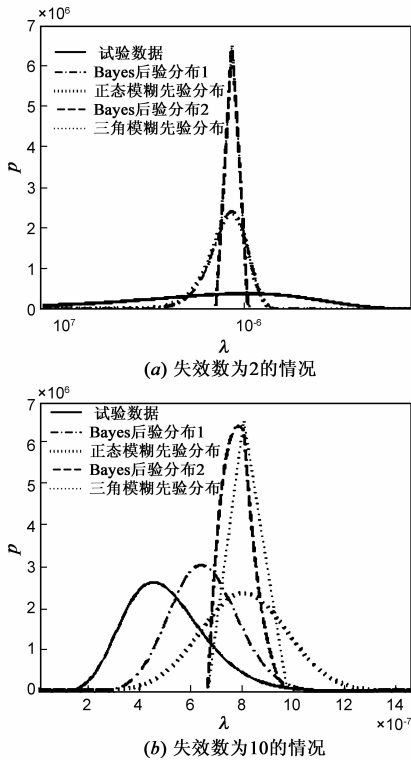 ×10⁶
7
6
5
4
3
2
1
0
p
试验数据
Bayes后验分布1
正态模糊先验分布
Bayes后验分布2
三角模糊先验分布
10⁷
10⁻⁶
λ
(a) 失效数为2的情况
×10⁶
7
6
5
4
3
2
1
0
p
试验数据
Bayes后验分布1
正态模糊先验分布
Bayes后验分布2
三角模糊先验分布
2 4 6 8 10 12 14
×10⁻⁷
λ
(b) 失效数为10的情况